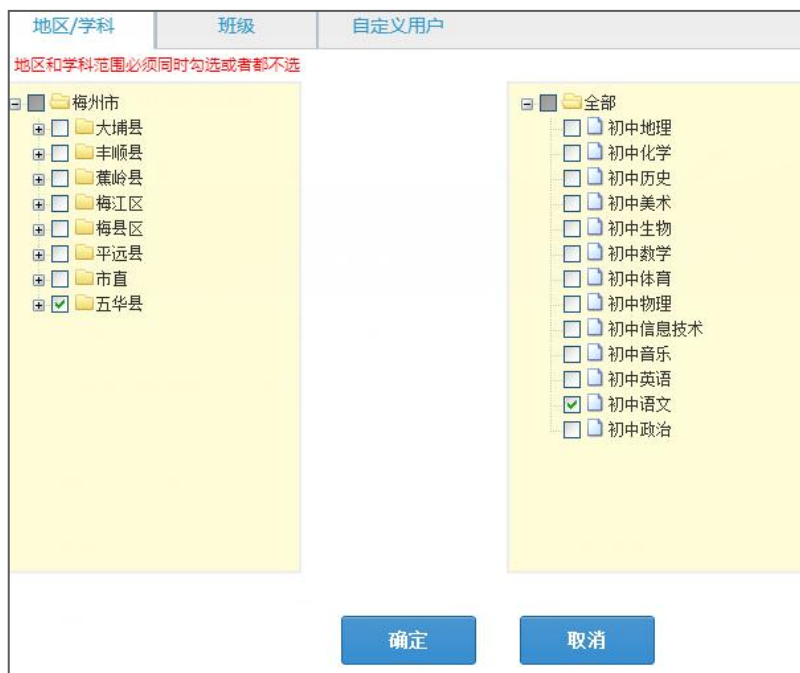 地区/学科 班级 自定义用户
地区和学科范围必须同时勾选或者都不选
梅州市
大埔县
丰顺县
蕉岭县
梅江区
梅县区
平远县
市直
五华县
全部
初中地理
初中化学
初中历史
初中美术
初中生物
初中数学
初中体育
初中物理
初中信息技术
初中音乐
初中英语
初中语文
初中政治
确定 取消